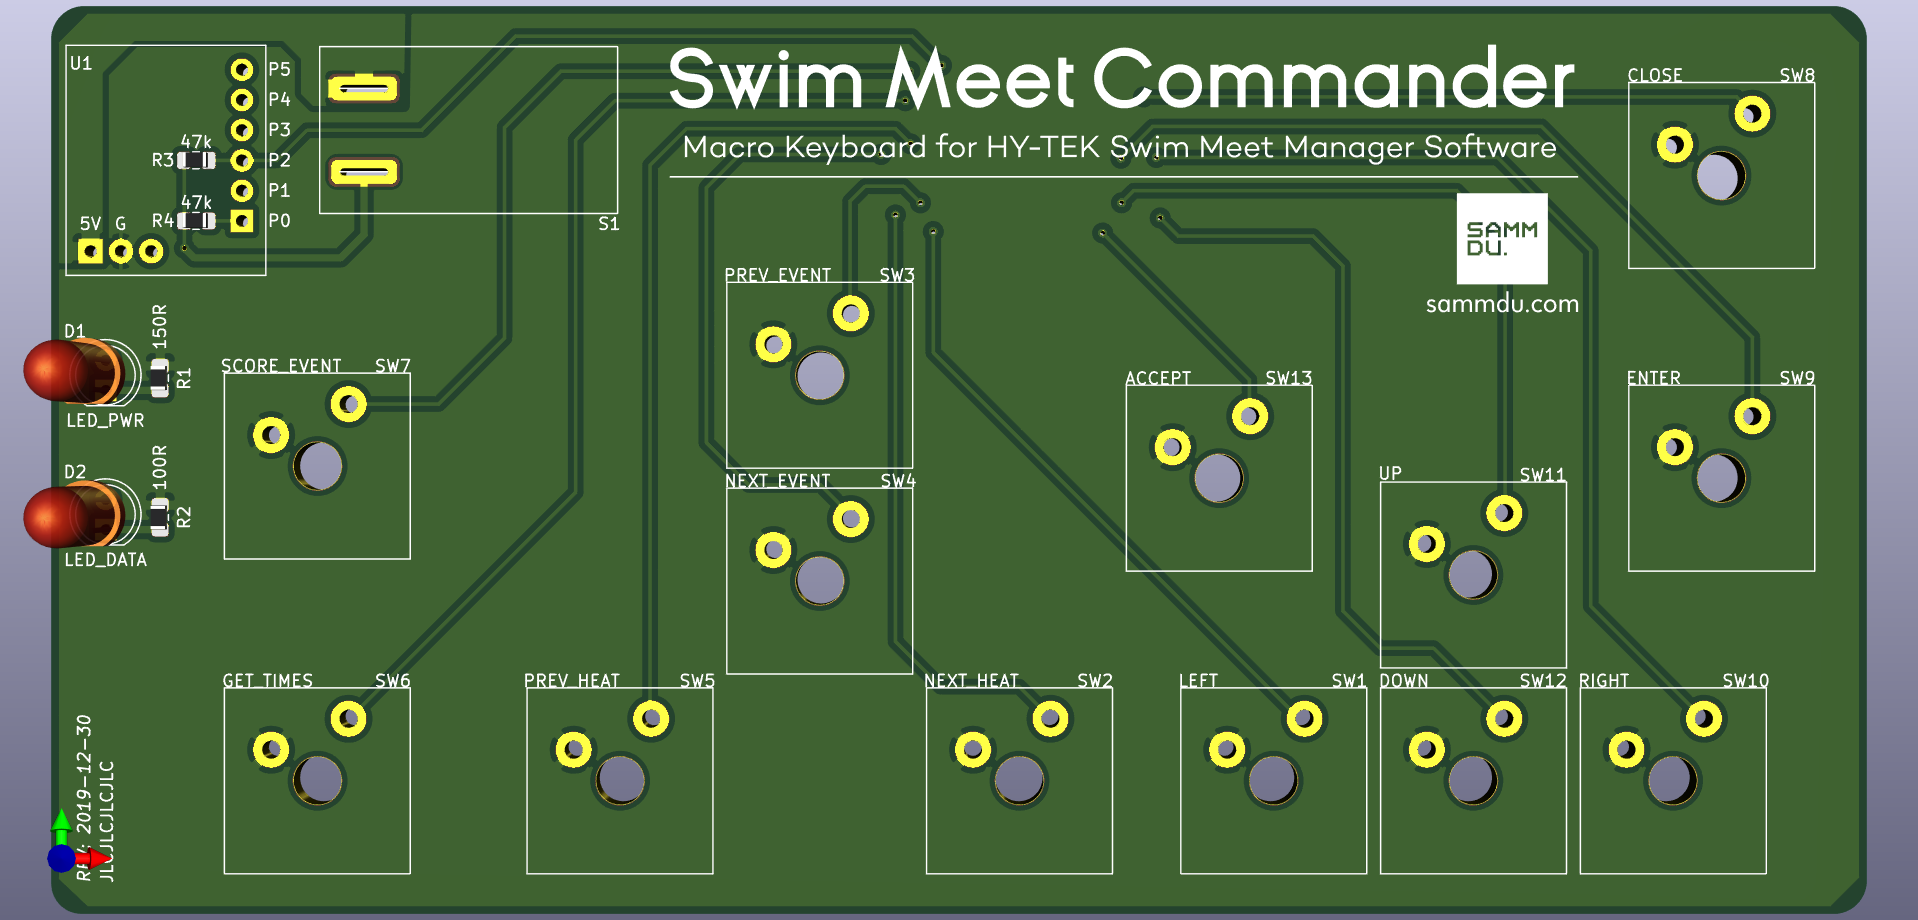 Swim Meet Commander
Macro Keyboard for HY-TEK Swim Meet Manager Software
SAMM
DU.
sammdu.com
U1
P5
P4
P3
P2
P1
P0
47k
R3
47k
R4
5V G
S1
CLOSE SW8
D1
150R
R1
LED_PWR
D2
100R
R2
LED_DATA
PREV_EVENT SW3
SCORE_EVENT SW7
ACCEPT SW13
ENTER SW9
NEXT_EVENT SW4
UP SW11
GET_TIMES SW6
PREV_HEAT SW5
NEXT_HEAT SW2
LEFT SW1
DOWN SW12
RIGHT SW10
2019-12-30